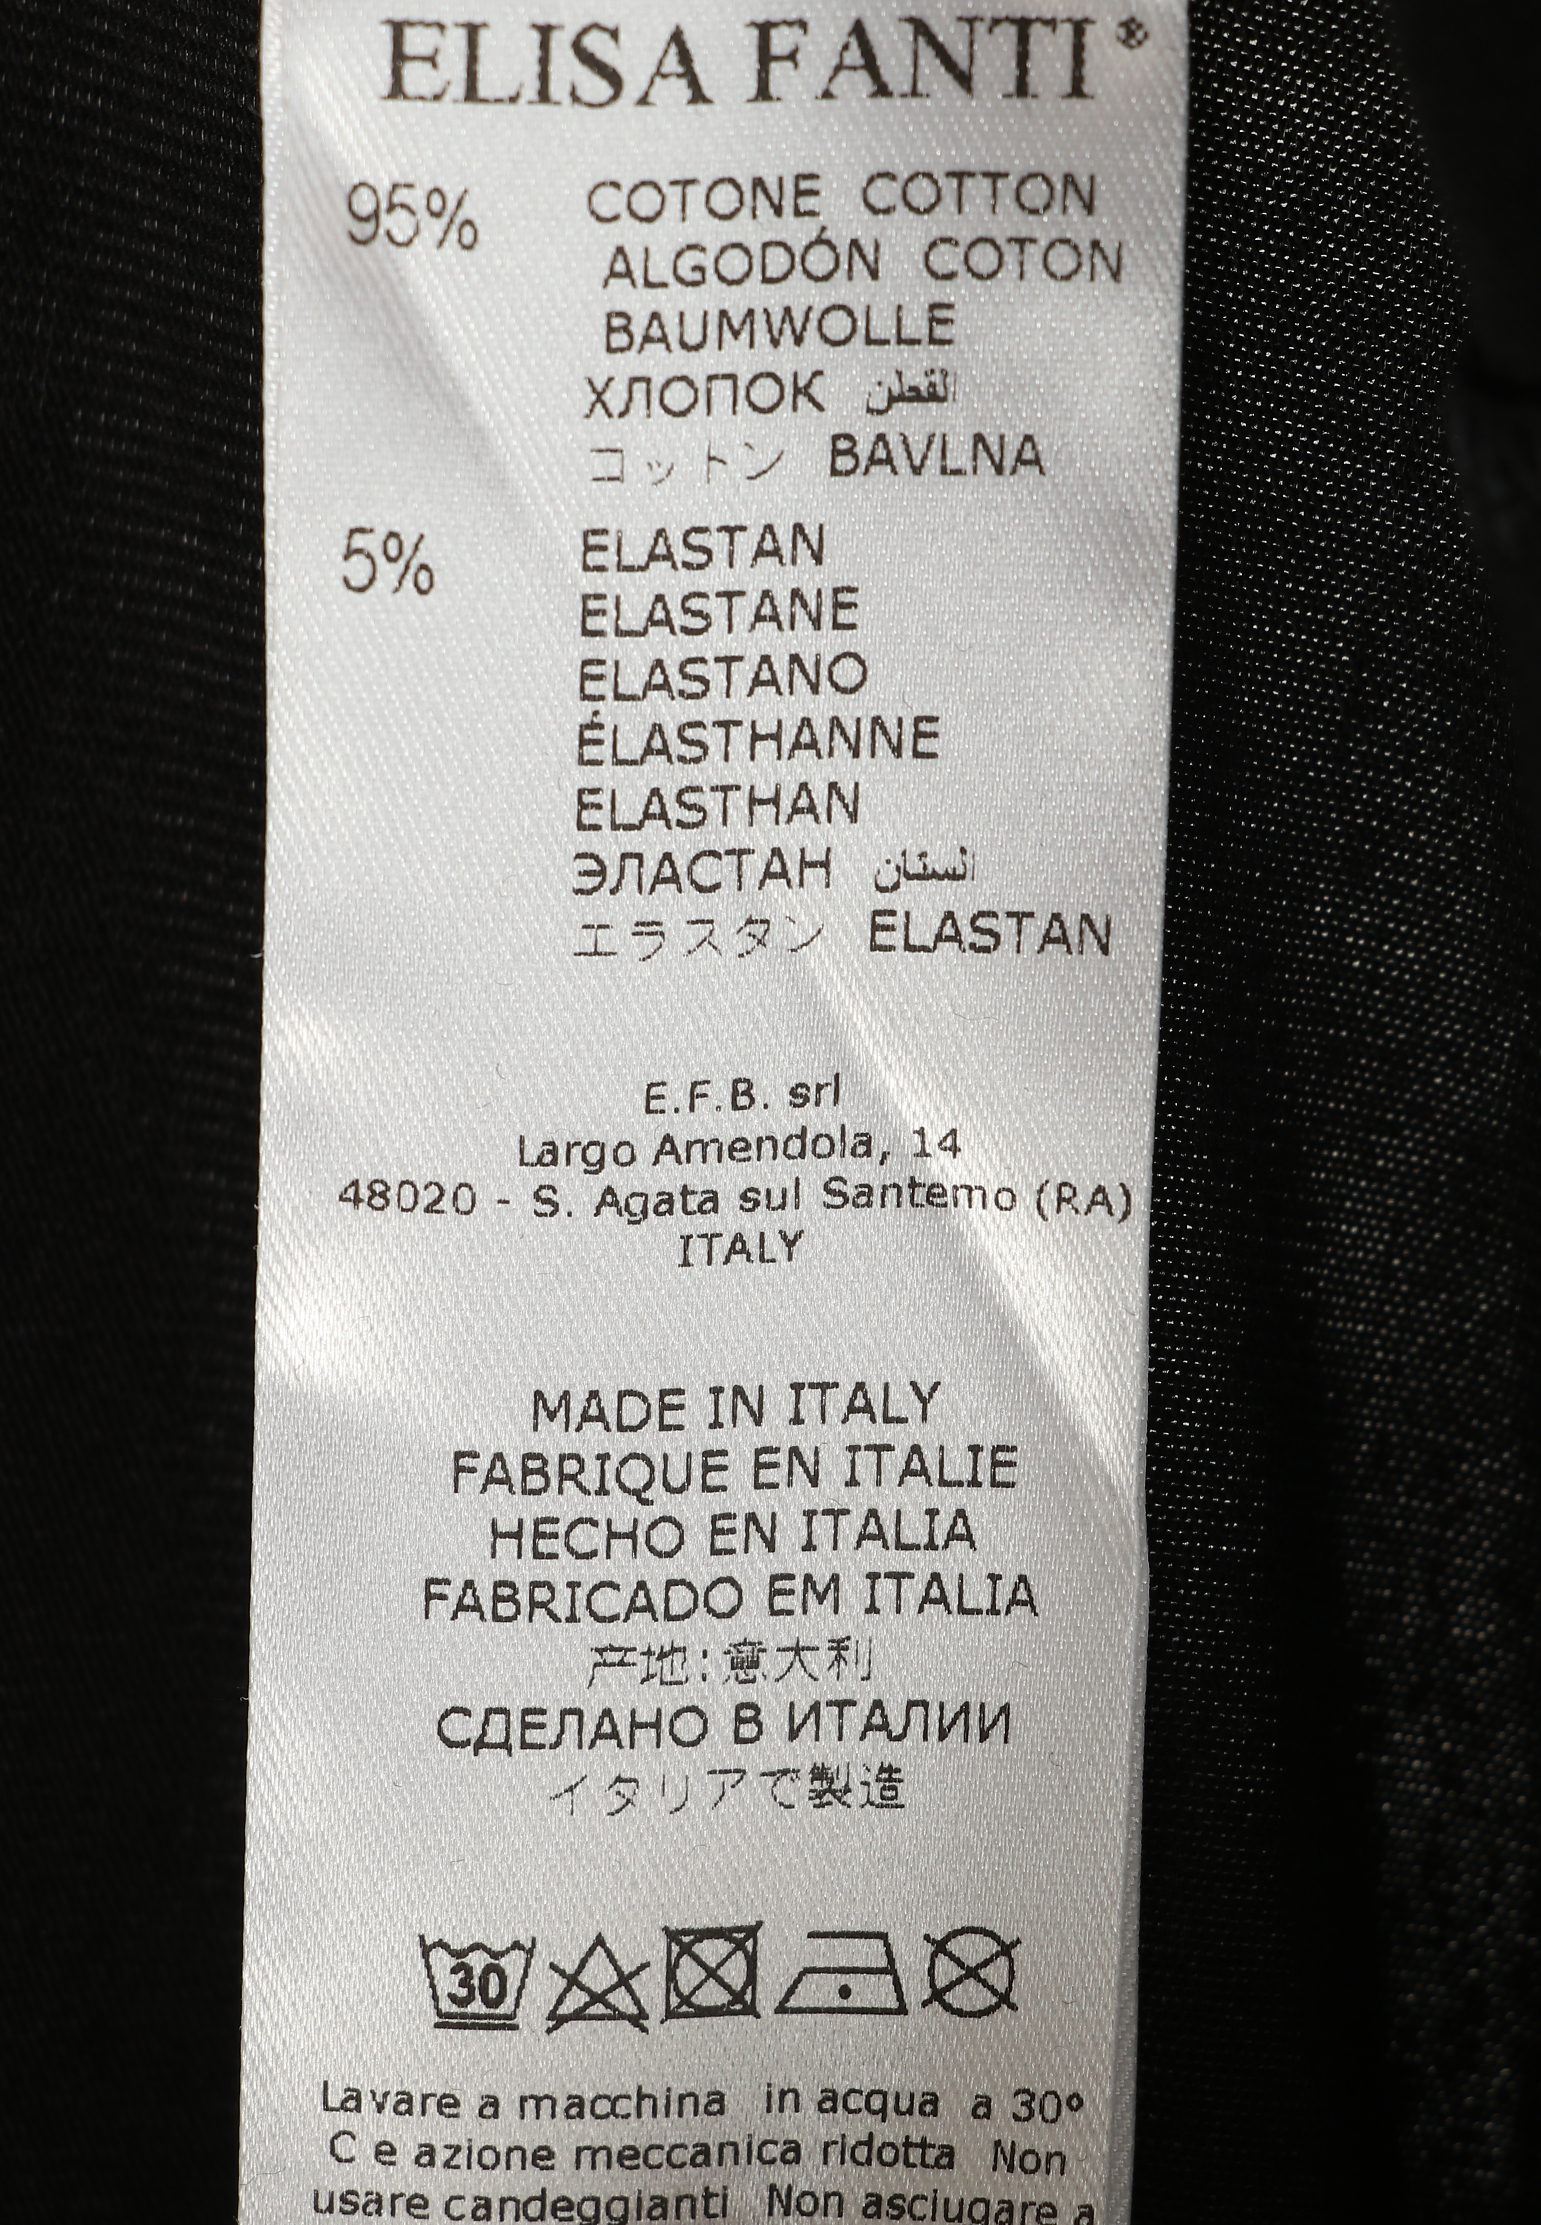 ELISA FANTI®
95% COTONE COTTON
ALGODÓN COTON
BAUMWOLLE
ХЛОПОК القطن
コットン BAVLNA
5% ELASTAN
ELASTANE
ELASTANO
ÉLASTHANNE
ELASTHAN
ЭЛАСТАН الستان
エラスタン ELASTAN
E.F.B. srl
Largo Amendola, 14
48020 - S. Agata sul Santemo (RA)
ITALY
MADE IN ITALY
FABRIQUE EN ITALIE
HECHO EN ITALIA
FABRICADO EM ITALIA
产地:意大利
СДЕЛАНО В ИТАЛИИ
イタリアで製造
30
Lavare a macchina in acqua a 30°
C e azione meccanica ridotta Non
usare candeggianti Non asciugare a